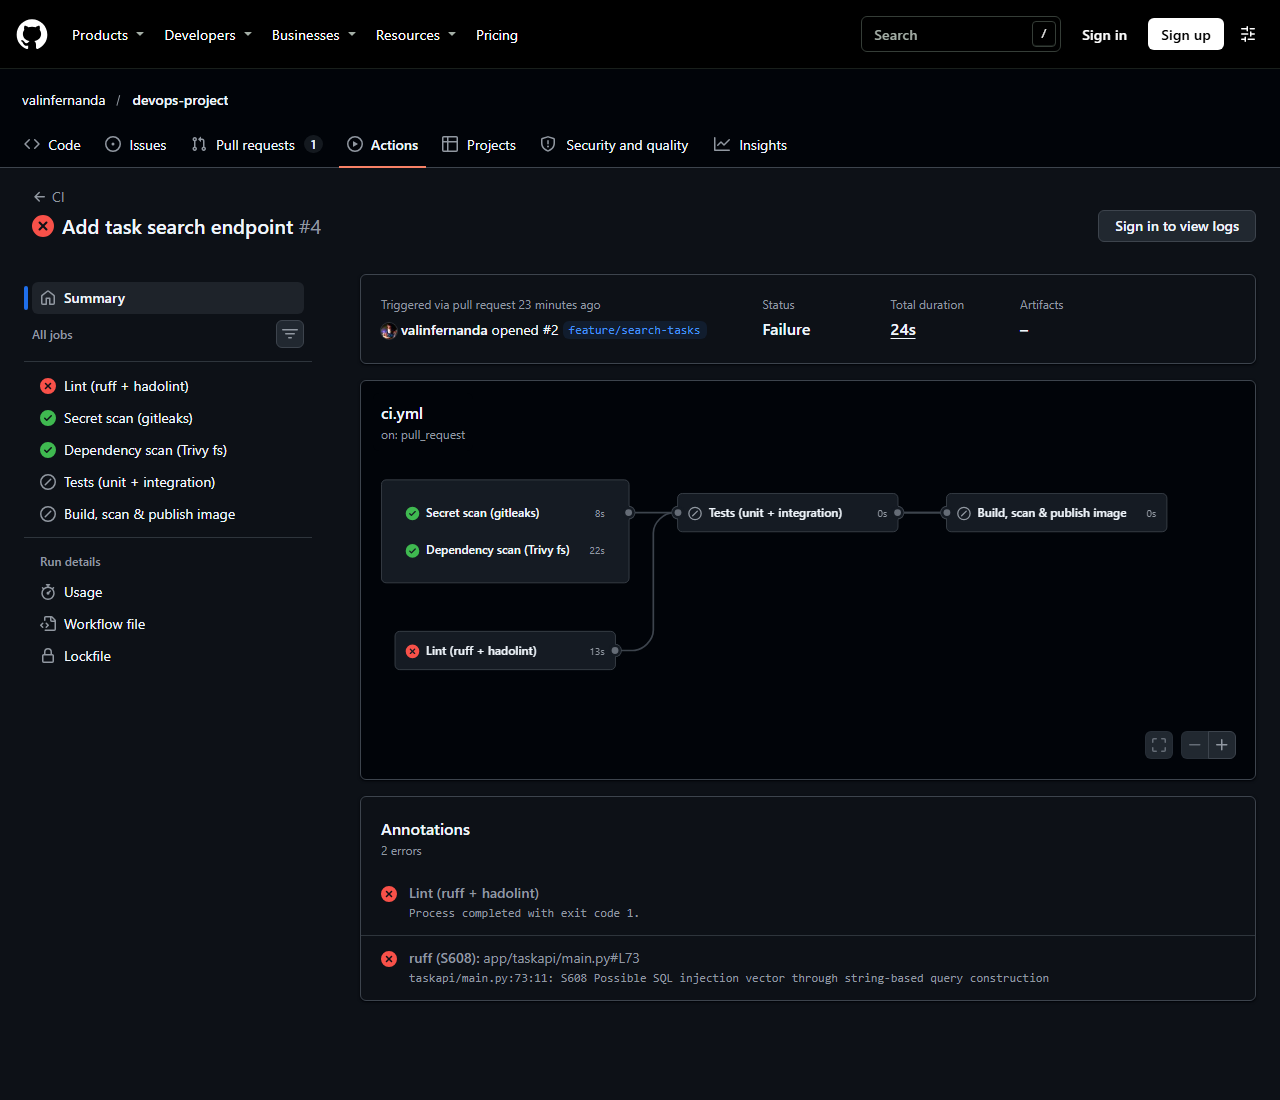 Products Developers Businesses Resources Pricing Search / Sign in Sign up
valinfernanda / devops-project
Code Issues Pull requests 1 Actions Projects Security and quality Insights
CI
Add task search endpoint #4
Sign in to view logs
Summary
All jobs
Lint (ruff + hadolint)
Secret scan (gitleaks)
Dependency scan (Trivy fs)
Tests (unit + integration)
Build, scan & publish image
Run details
Usage
Workflow file
Lockfile
Triggered via pull request 23 minutes ago
valinfernanda opened #2 feature/search-tasks
Status
Failure
Total duration
24s
Artifacts
–
ci.yml
on: pull_request
Secret scan (gitleaks) 8s
Dependency scan (Trivy fs) 22s
Lint (ruff + hadolint) 13s
Tests (unit + integration) 0s
Build, scan & publish image 0s
Annotations
2 errors
Lint (ruff + hadolint)
Process completed with exit code 1.
ruff (S608): app/taskapi/main.py#L73
taskapi/main.py:73:11: S608 Possible SQL injection vector through string-based query construction